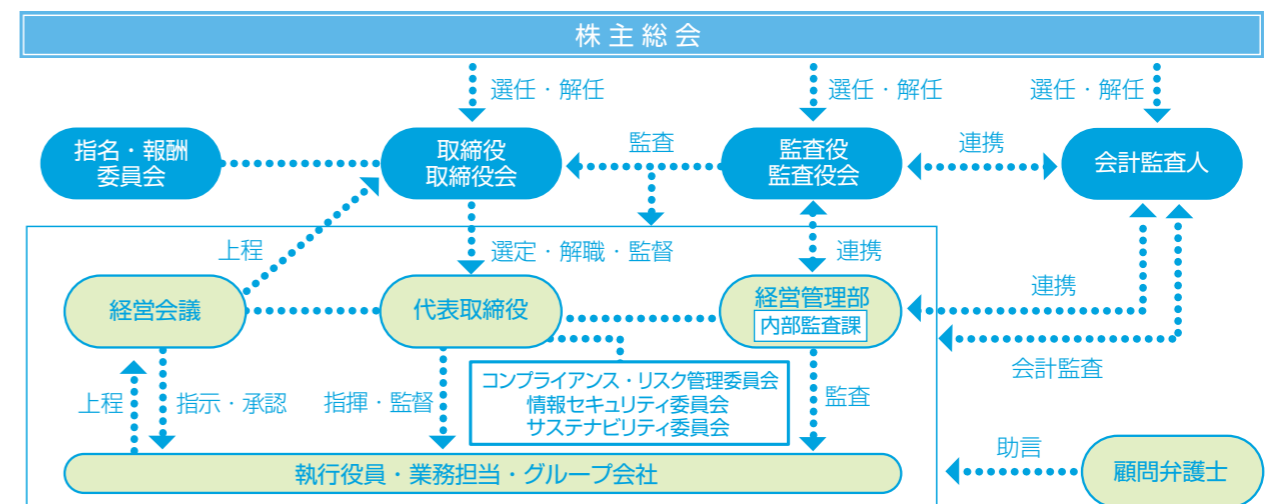 株主総会
選任・解任
選任・解任
選任・解任
指名・報酬
委員会
取締役
取締役会
監査
監査役
監査役会
連携
会計監査人
上程
選定・解職・監督
連携
経営会議
代表取締役
経営管理部
内部監査課
連携
会計監査
コンプライアンス・リスク管理委員会
情報セキュリティ委員会
サステナビリティ委員会
上程
指示・承認
指揮・監督
監査
助言
執行役員・業務担当・グループ会社
顧問弁護士